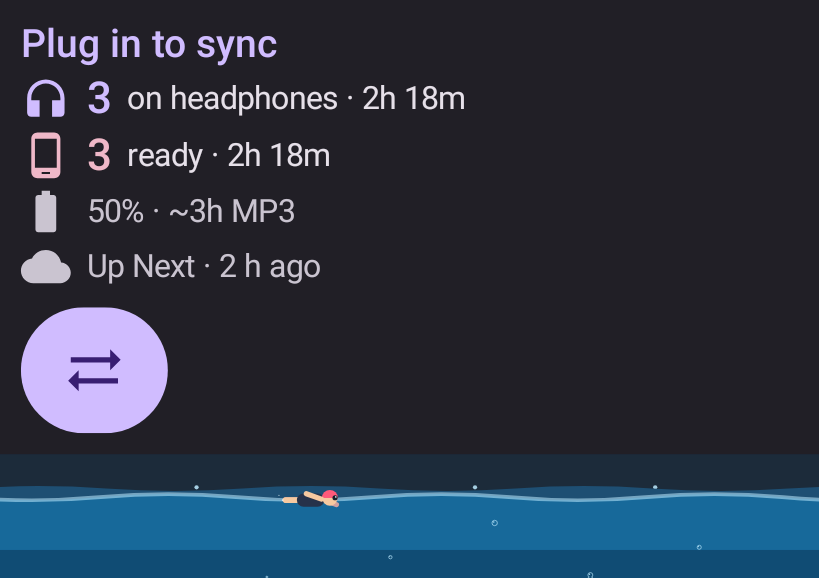 Plug in to sync
3 on headphones · 2h 18m
3 ready · 2h 18m
50% · ~3h MP3
Up Next · 2 h ago